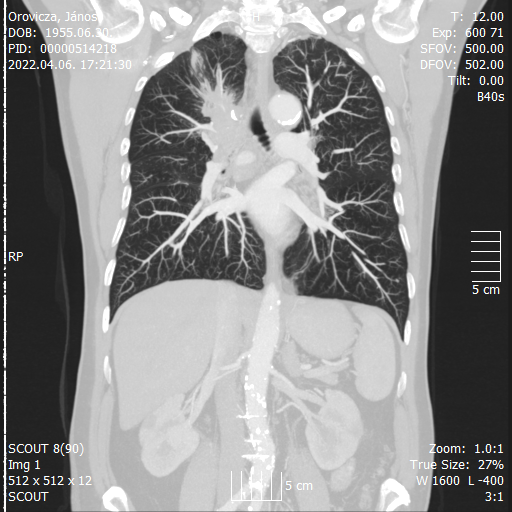 Orovicza, János
DOB: 1955.06.30.
PID: 00000514218
2022.04.06. 17:21:30
T: 12.00
Exp: 600 71
SFOV: 500.00
DFOV: 502.00
Tilt: 0.00
B40s
H
RP
5 cm
SCOUT 8(90)
Img 1
512 x 512 x 12
SCOUT
5 cm
Zoom: 1.0:1
True Size: 27%
W 1600 L -400
3:1